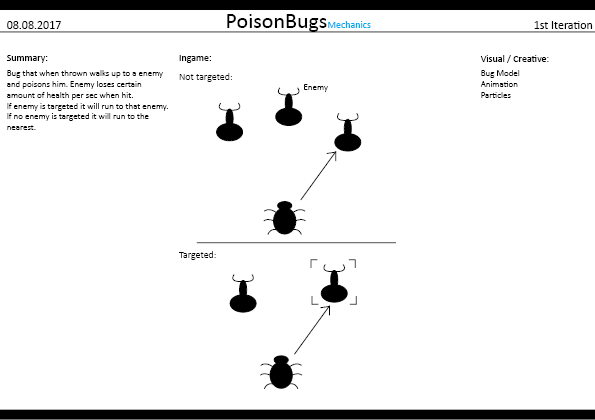 08.08.2017
PoisonBugs Mechanics
1st Iteration
Summary:
Bug that when thrown walks up to a enemy
and poisons him. Enemy loses certain
amount of health per sec when hit.
If enemy is targeted it will run to that enemy.
If no enemy is targeted it will run to the
nearest.
Ingame:
Not targeted:
Enemy
Targeted:
Visual / Creative:
Bug Model
Animation
Particles